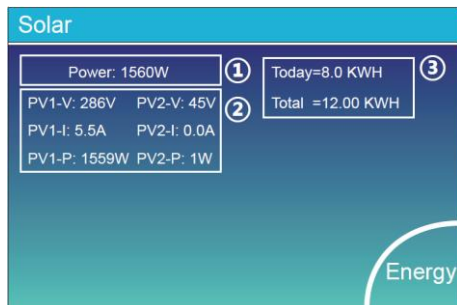 Solar
Power: 1560W ①
PV1-V: 286V PV2-V: 45V ②
PV1-I: 5.5A PV2-I: 0.0A
PV1-P: 1559W PV2-P: 1W
Today=8.0 KWH ③
Total =12.00 KWH
Energy